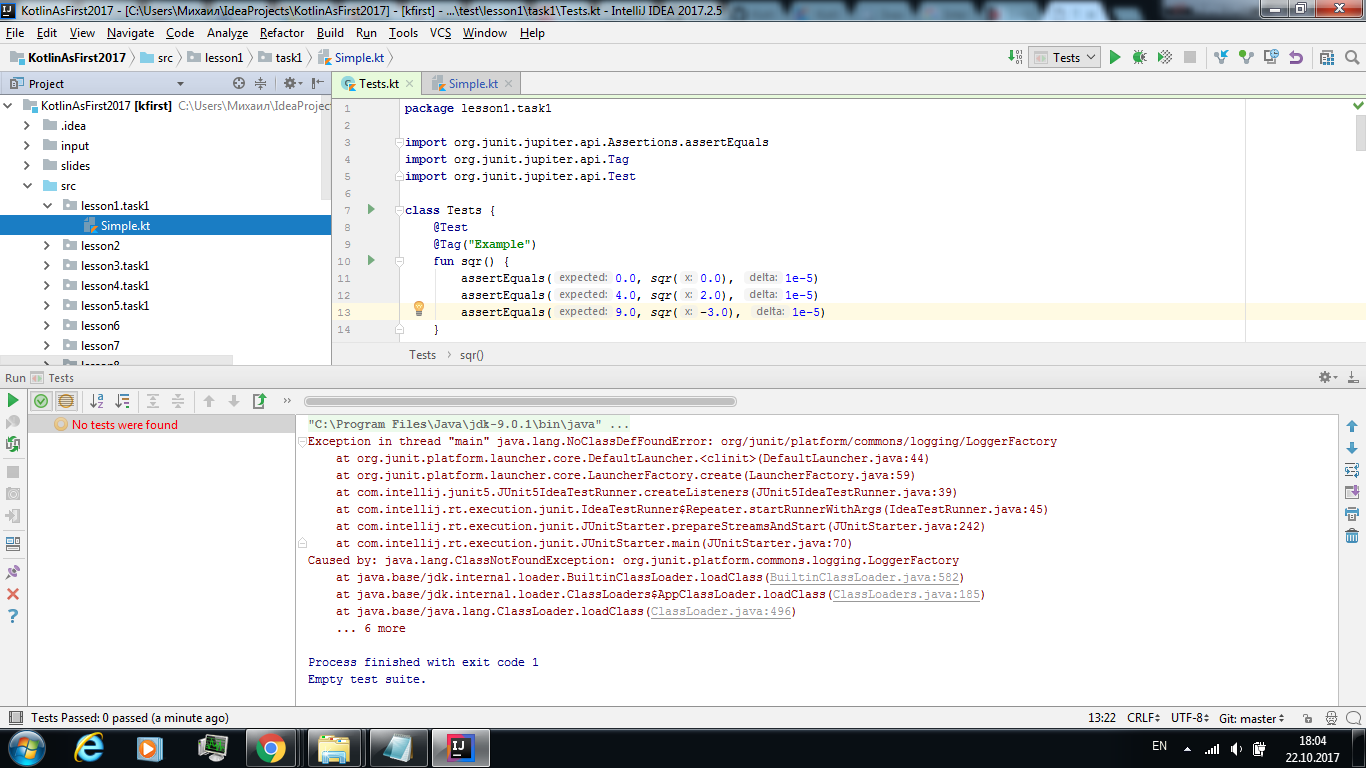 KotlinAsFirst2017 - [C:\Users\Михаил\IdeaProjects\KotlinAsFirst2017] - [kfirst] - ...\test\lesson1\task1\Tests.kt - IntelliJ IDEA 2017.2.5
File Edit View Navigate Code Analyze Refactor Build Run Tools VCS Window Help
KotlinAsFirst2017 src lesson1 task1 Simple.kt Tests
Project
Tests.kt Simple.kt
KotlinAsFirst2017 [kfirst] C:\Users\Михаил\IdeaProjec
.idea
input
slides
src
lesson1.task1
Simple.kt
lesson2
lesson3.task1
lesson4.task1
lesson5.task1
lesson6
lesson7
1 package lesson1.task1
2
3 import org.junit.jupiter.api.Assertions.assertEquals
4 import org.junit.jupiter.api.Tag
5 import org.junit.jupiter.api.Test
6
7 class Tests {
8 @Test
9 @Tag("Example")
10 fun sqr() {
11 assertEquals( expected: 0.0, sqr( x: 0.0), delta: 1e-5)
12 assertEquals( expected: 4.0, sqr( x: 2.0), delta: 1e-5)
13 assertEquals( expected: 9.0, sqr( x: -3.0), delta: 1e-5)
14 }
Tests › sqr()
Run Tests
No tests were found
"C:\Program Files\Java\jdk-9.0.1\bin\java" ...
Exception in thread "main" java.lang.NoClassDefFoundError: org/junit/platform/commons/logging/LoggerFactory
at org.junit.platform.launcher.core.DefaultLauncher.<clinit>(DefaultLauncher.java:44)
at org.junit.platform.launcher.core.LauncherFactory.create(LauncherFactory.java:59)
at com.intellij.junit5.JUnit5IdeaTestRunner.createListeners(JUnit5IdeaTestRunner.java:39)
at com.intellij.rt.execution.junit.IdeaTestRunner$Repeater.startRunnerWithArgs(IdeaTestRunner.java:45)
at com.intellij.rt.execution.junit.JUnitStarter.prepareStreamsAndStart(JUnitStarter.java:242)
at com.intellij.rt.execution.junit.JUnitStarter.main(JUnitStarter.java:70)
Caused by: java.lang.ClassNotFoundException: org.junit.platform.commons.logging.LoggerFactory
at java.base/jdk.internal.loader.BuiltinClassLoader.loadClass(BuiltinClassLoader.java:582)
at java.base/jdk.internal.loader.ClassLoaders$AppClassLoader.loadClass(ClassLoaders.java:185)
at java.base/java.lang.ClassLoader.loadClass(ClassLoader.java:496)
... 6 more
Process finished with exit code 1
Empty test suite.
Tests Passed: 0 passed (a minute ago) 13:22 CRLF UTF-8 Git: master
EN 18:04
22.10.2017